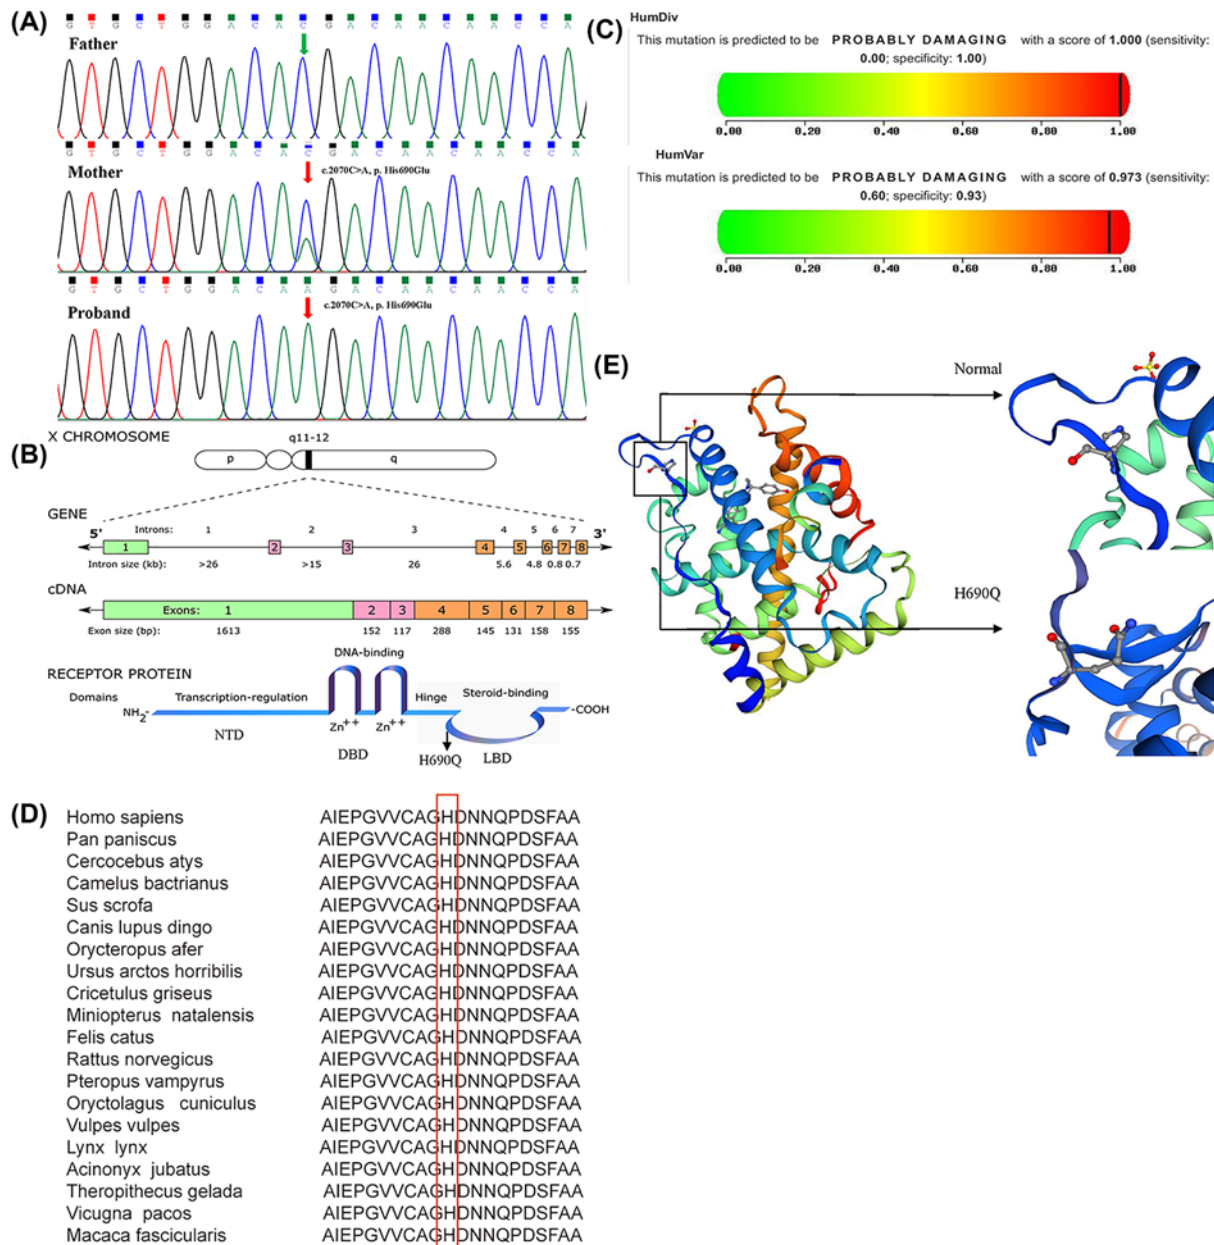 (A)
G T G C T G G A C A C G A C A A C A A C C A
Father
G T G C T G G A C A C G A C A A C A A C C A
Mother
c.2070C>A, p. His690Glu
G T G C T G G A C A A G A C A A C A A C C A
Proband
c.2070C>A, p. His690Glu
(B)
X CHROMOSOME
q11-12
p q
GENE
5' Introns: 1 2 3 4 5 6 7 3'
1 2 3 4 5 6 7 8
Intron size (kb): >26 >15 26 5.6 4.8 0.8 0.7
cDNA
Exons: 1 2 3 4 5 6 7 8
Exon size (bp): 1613 152 117 288 145 131 158 155
RECEPTOR PROTEIN
DNA-binding
Domains Transcription-regulation Hinge Steroid-binding
NH2- Zn++ Zn++ -COOH
NTD DBD H690Q LBD
(C)
HumDiv
This mutation is predicted to be PROBABLY DAMAGING with a score of 1.000 (sensitivity:
0.00; specificity: 1.00)
0.00 0.20 0.40 0.60 0.80 1.00
HumVar
This mutation is predicted to be PROBABLY DAMAGING with a score of 0.973 (sensitivity:
0.60; specificity: 0.93)
0.00 0.20 0.40 0.60 0.80 1.00
(D)
Homo sapiens AIEPGVVCAGHDNNQPDSFAA
Pan paniscus AIEPGVVCAGHDNNQPDSFAA
Cercocebus atys AIEPGVVCAGHDNNQPDSFAA
Camelus bactrianus AIEPGVVCAGHDNNQPDSFAA
Sus scrofa AIEPGVVCAGHDNNQPDSFAA
Canis lupus dingo AIEPGVVCAGHDNNQPDSFAA
Orycteropus afer AIEPGVVCAGHDNNQPDSFAA
Ursus arctos horribilis AIEPGVVCAGHDNNQPDSFAA
Cricetulus griseus AIEPGVVCAGHDNNQPDSFAA
Miniopterus natalensis AIEPGVVCAGHDNNQPDSFAA
Felis catus AIEPGVVCAGHDNNQPDSFAA
Rattus norvegicus AIEPGVVCAGHDNNQPDSFAA
Pteropus vampyrus AIEPGVVCAGHDNNQPDSFAA
Oryctolagus cuniculus AIEPGVVCAGHDNNQPDSFAA
Vulpes vulpes AIEPGVVCAGHDNNQPDSFAA
Lynx lynx AIEPGVVCAGHDNNQPDSFAA
Acinonyx jubatus AIEPGVVCAGHDNNQPDSFAA
Theropithecus gelada AIEPGVVCAGHDNNQPDSFAA
Vicugna pacos AIEPGVVCAGHDNNQPDSFAA
Macaca fascicularis AIEPGVVCAGHDNNQPDSFAA
(E)
Normal
H690Q